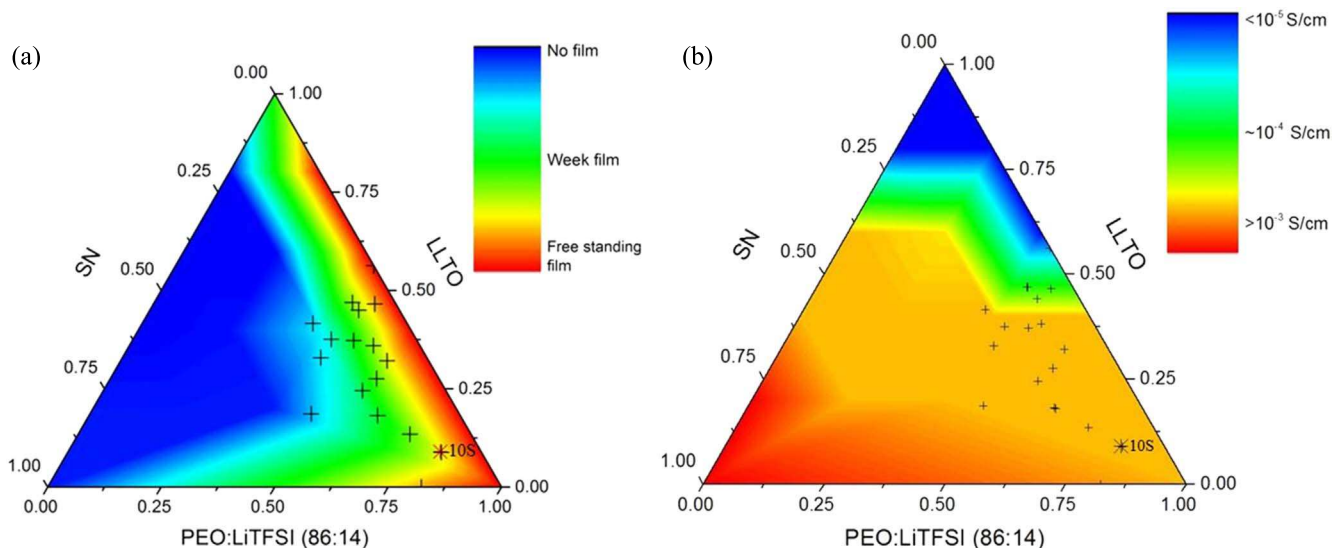 (a)
0.00
1.00
0.25
0.75
SN
LLTO
0.50
0.50
0.75
0.25
10S
1.00
0.00
0.00
0.25
0.50
0.75
1.00
PEO:LiTFSI (86:14)
No film
Week film
Free standing
film
(b)
0.00
1.00
0.25
0.75
SN
LLTO
0.50
0.50
0.75
0.25
10S
1.00
0.00
0.00
0.25
0.50
0.75
1.00
PEO:LiTFSI (86:14)
<10⁻⁵ S/cm
~10⁻⁴ S/cm
>10⁻³ S/cm